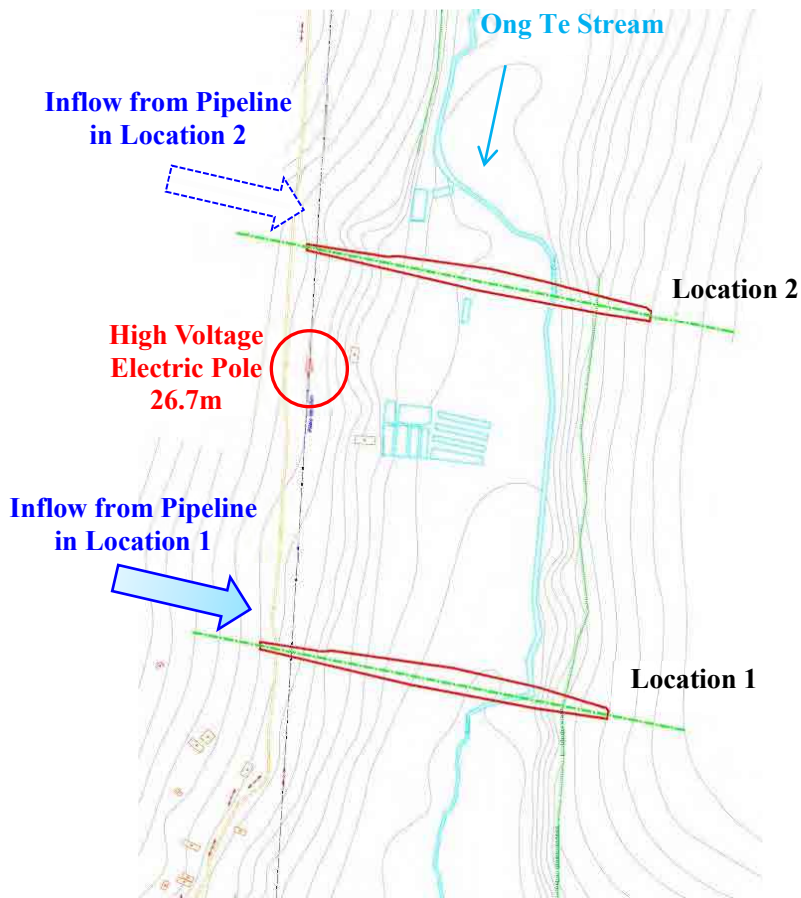 Ong Te Stream
Inflow from Pipeline
in Location 2
Location 2
High Voltage
Electric Pole
26.7m
Inflow from Pipeline
in Location 1
Location 1